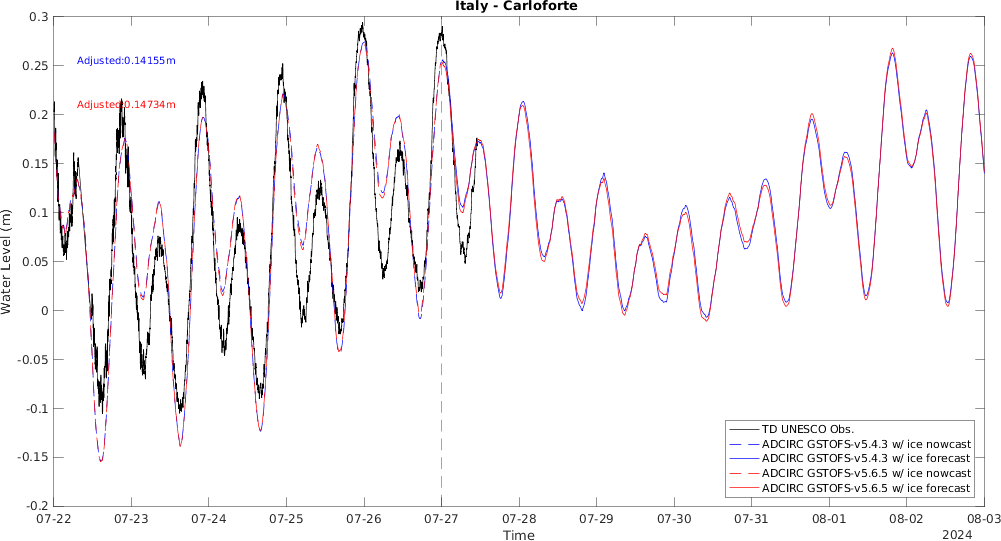 Italy - Carloforte
Adjusted:0.14155m
Adjusted:0.14734m
Water Level (m)
0.3
0.25
0.2
0.15
0.1
0.05
0
-0.05
-0.1
-0.15
-0.2
TD UNESCO Obs.
ADCIRC GSTOFS-v5.4.3 w/ ice nowcast
ADCIRC GSTOFS-v5.4.3 w/ ice forecast
ADCIRC GSTOFS-v5.6.5 w/ ice nowcast
ADCIRC GSTOFS-v5.6.5 w/ ice forecast
07-22 07-23 07-24 07-25 07-26 07-27 07-28 07-29 07-30 07-31 08-01 08-02 08-03
Time
2024